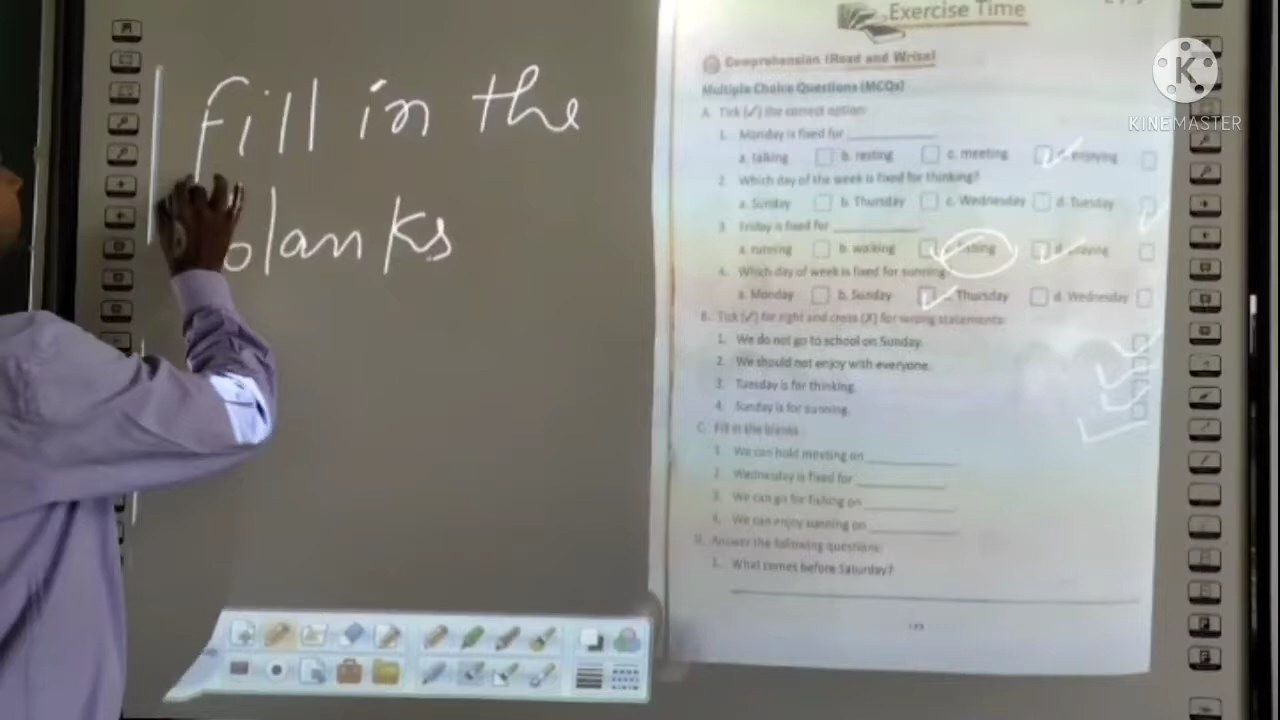 Fill in the
blanks
Exercise Time
Comprehension (Read and Write)
Multiple Choice Questions (MCQs)
A. Tick (✓) the correct option:
1. Monday is fixed for
a. talking b. resting c. meeting d. enjoying
2. Which day of the week is fixed for thinking?
a. Sunday b. Thursday c. Wednesday d. Tuesday
3. Friday is fixed for
a. running b. walking
4. Which day of week is fixed for sunning
a. Monday b. Sunday Thursday d. Wednesday
B. Tick (✓) for right and cross (X) for wrong statements:
1. We do not go to school on Sunday.
2. We should not enjoy with everyone.
3. Tuesday is for thinking.
4. Sunday is for sunning.
C. Fill in the blanks
1. We can hold meeting on
2. Wednesday is fixed for
3. We can go for fishing on
4. We can enjoy sunning on
D. Answer the following questions:
1. What comes before Saturday?
K
KINEMASTER